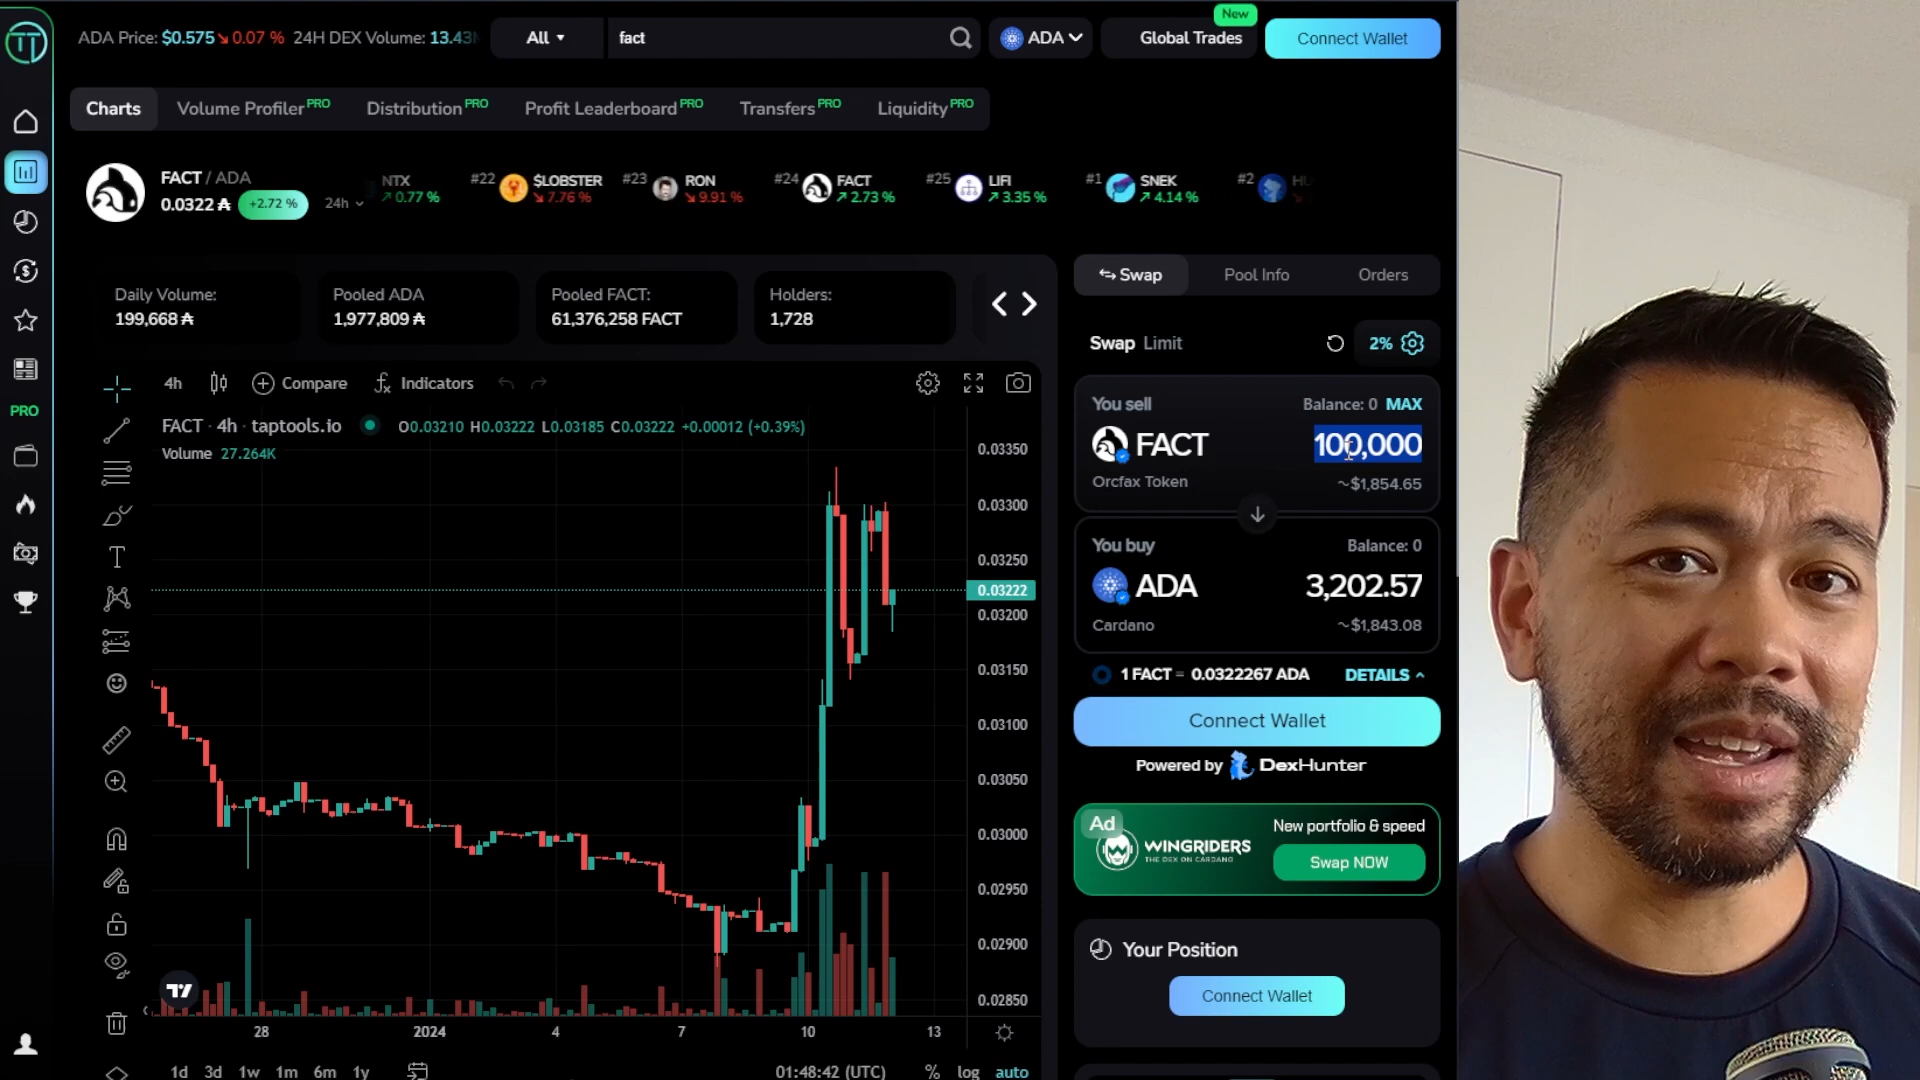 New
ADA Price: $0.575 ↘ 0.07 % 24H DEX Volume: 13.43
All
fact
ADA
Global Trades
Connect Wallet
Charts
Volume Profiler PRO
Distribution PRO
Profit Leaderboard PRO
Transfers PRO
Liquidity PRO
FACT / ADA
0.0322 ₳ +2.72 % 24h
NTX
↗ 0.77 %
#22 $LOBSTER
↘ 7.76 %
#23 RON
↘ 9.91 %
#24 FACT
↗ 2.73 %
#25 LIFI
↗ 3.35 %
#1 SNEK
↗ 4.14 %
#2
Daily Volume:
199,668 ₳
Pooled ADA
1,977,809 ₳
Pooled FACT:
61,376,258 FACT
Holders:
1,728
4h
Compare
Indicators
FACT · 4h · taptools.io O0.03210 H0.03222 L0.03185 C0.03222 +0.00012 (+0.39%)
Volume 27.264K
0.03350
0.03300
0.03250
0.03222
0.03200
0.03150
0.03100
0.03050
0.03000
0.02950
0.02900
0.02850
28 2024 4 7 10 13
1d 3d 1w 1m 6m 1y
01:48:42 (UTC) % log auto
PRO
Swap
Pool Info
Orders
Swap Limit
2%
You sell
Balance: 0 MAX
FACT
100,000
Orcfax Token
~$1,854.65
You buy
Balance: 0
ADA
3,202.57
Cardano
~$1,843.08
1 FACT = 0.0322267 ADA
DETAILS
Connect Wallet
Powered by DexHunter
Ad
WINGRIDERS
THE DEX ON CARDANO
New portfolio & speed
Swap NOW
Your Position
Connect Wallet